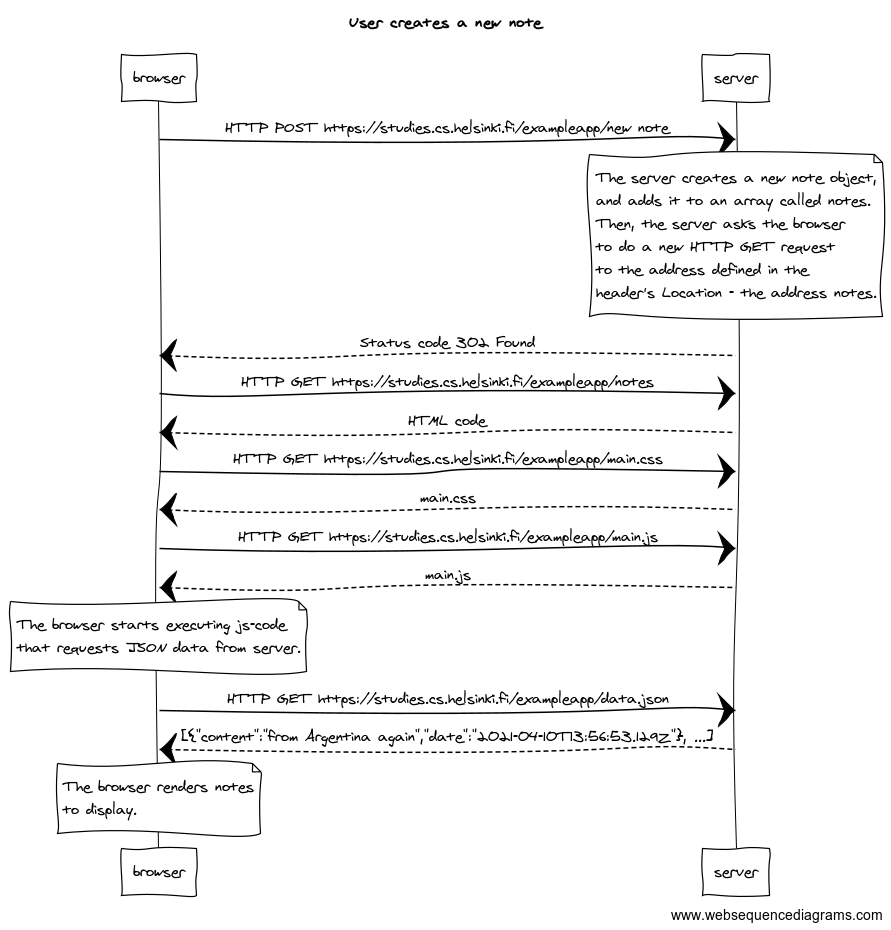 User creates a new note
browser
server
HTTP POST https://studies.cs.helsinki.fi/exampleapp/new note
The server creates a new note object,
and adds it to an array called notes.
Then, the server asks the browser
to do a new HTTP GET request
to the address defined in the
header's Location - the address notes.
Status code 302 Found
HTTP GET https://studies.cs.helsinki.fi/exampleapp/notes
HTML code
HTTP GET https://studies.cs.helsinki.fi/exampleapp/main.css
main.css
HTTP GET https://studies.cs.helsinki.fi/exampleapp/main.js
main.js
The browser starts executing js-code
that requests JSON data from server.
HTTP GET https://studies.cs.helsinki.fi/exampleapp/data.json
[{"content":"from Argentina again","date":"2021-04-10T13:56:53.129Z"}, ...]
The browser renders notes
to display.
browser
server
www.websequencediagrams.com